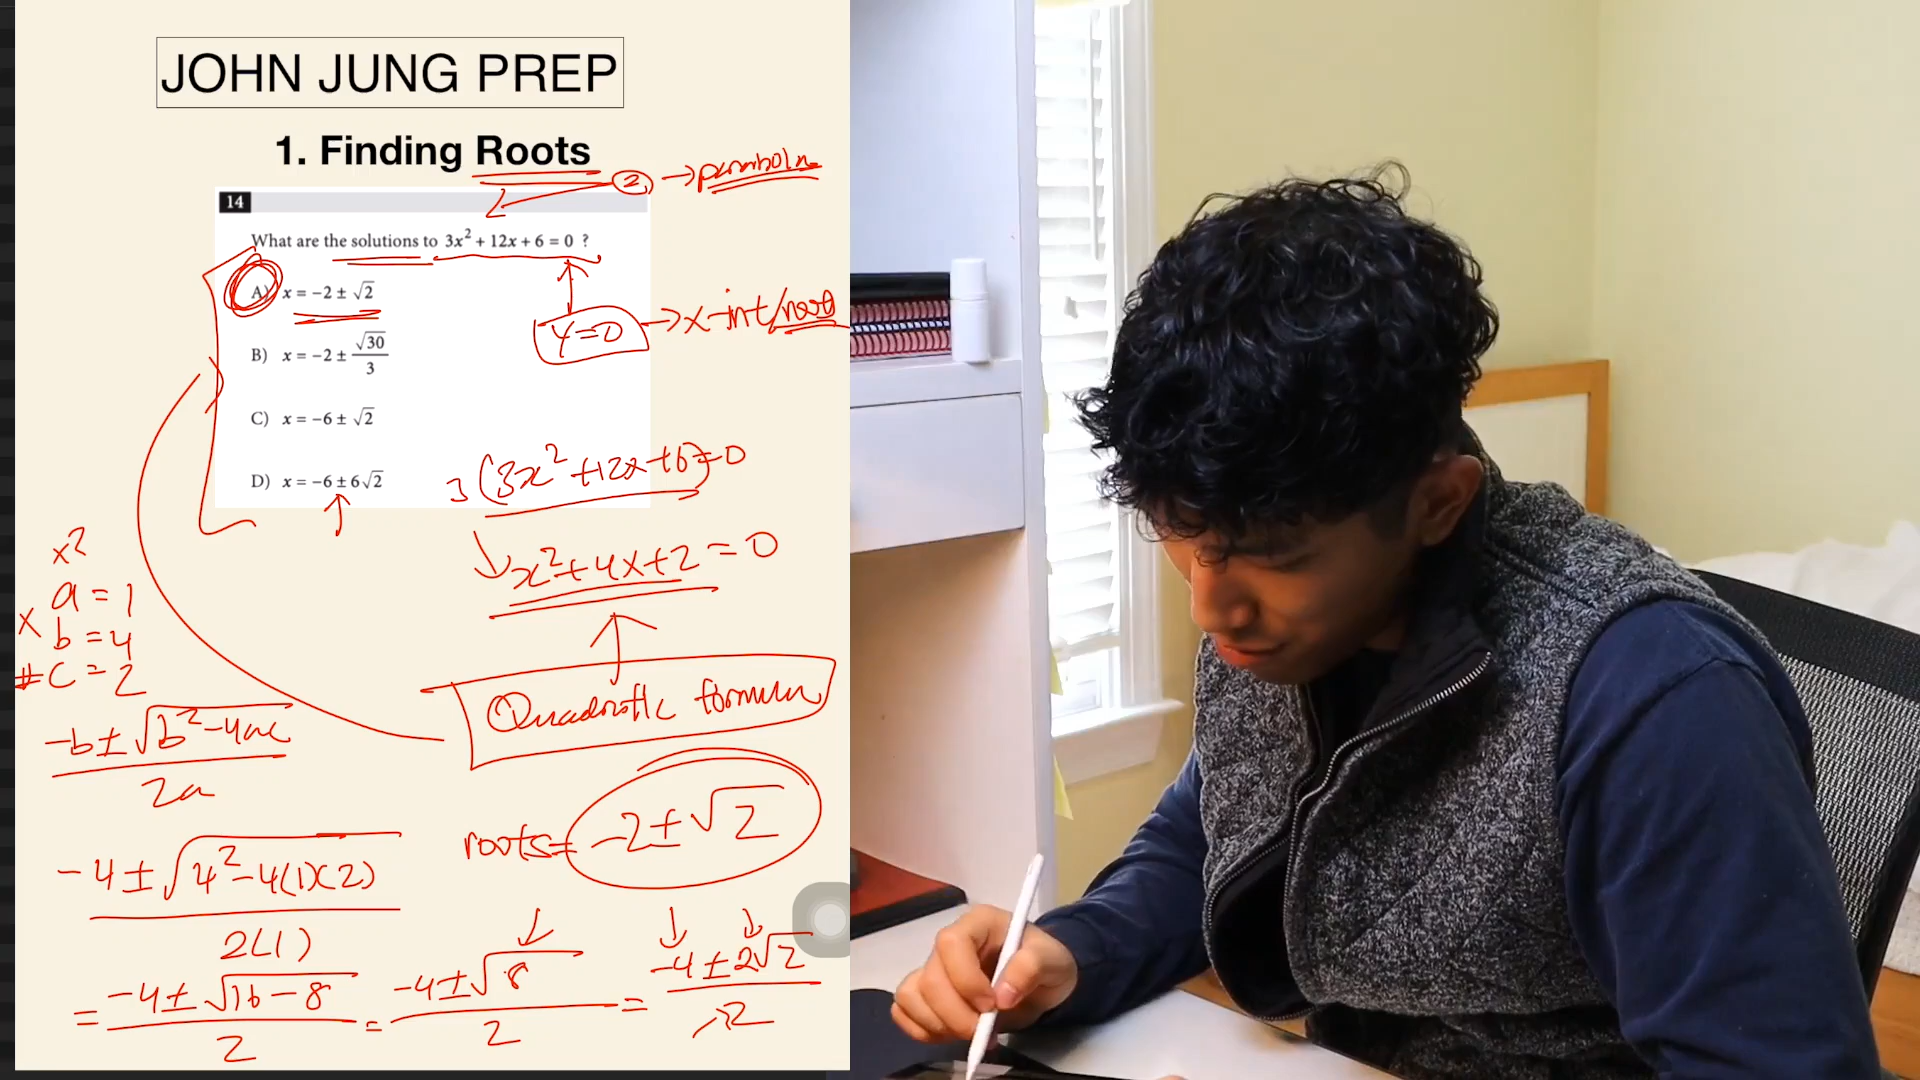 JOHN JUNG PREP
1. Finding Roots
2 → parabola
14
What are the solutions to 3x² + 12x + 6 = 0 ?
A) x = −2 ± √2
y=0 → x-int/root
B) x = −2 ± √30/3
C) x = −6 ± √2
3(3x²+12x+6)=0
D) x = −6 ± 6√2
x²+4x+2=0
x²
a=1
x b=4
# c=2
Quadratic formula
-b±√b²-4ac
2a
roots= -2±√2
-4±√4²-4(1)(2)
2(1)
= -4±√16-8 / 2 = -4±√8 / 2 = -4±2√2 / 2